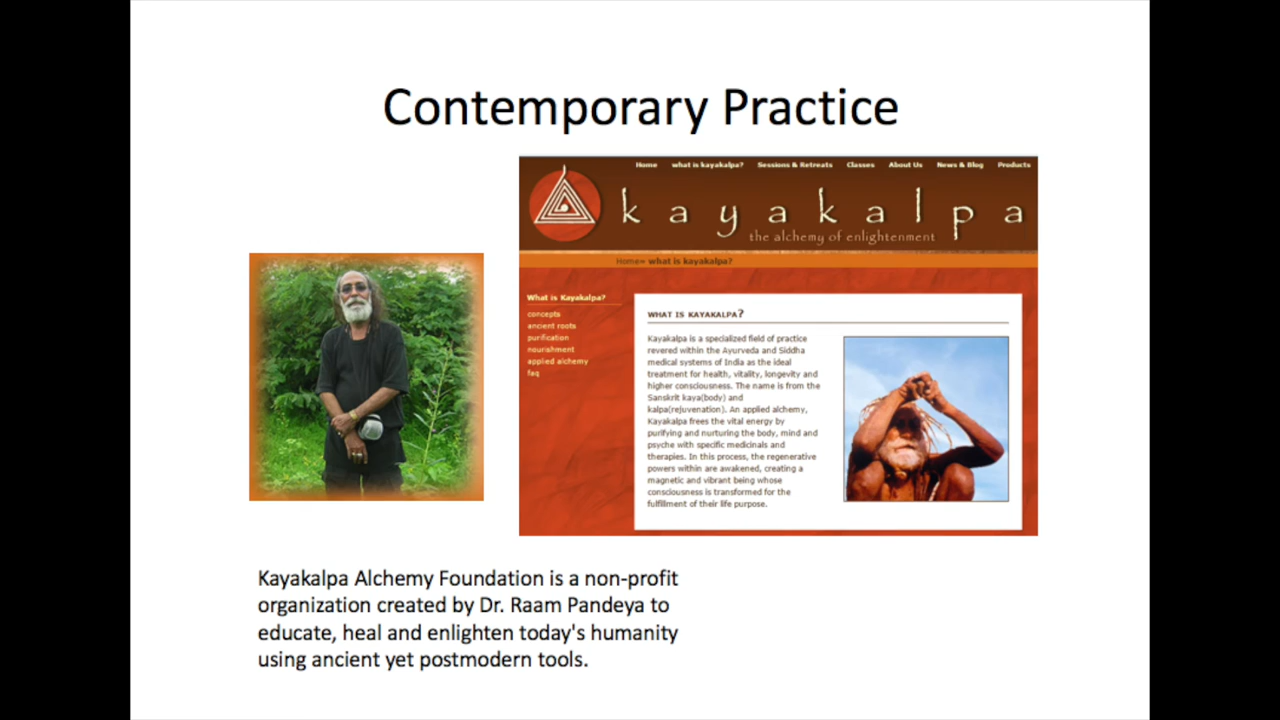 Contemporary Practice
Home what is kayakalpa? Sessions & Retreats Classes About Us News & Blog Products
kayakalpa
the alchemy of enlightenment
Home» what is kayakalpa?
What is Kayakalpa?
concepts
ancient roots
purification
nourishment
applied alchemy
faq
WHAT IS KAYAKALPA?
Kayakalpa is a specialized field of practice
revered within the Ayurveda and Siddha
medical systems of India as the ideal
treatment for health, vitality, longevity and
higher consciousness. The name is from the
Sanskrit kaya(body) and
kalpa(rejuvenation). An applied alchemy,
Kayakalpa frees the vital energy by
purifying and nurturing the body, mind and
psyche with specific medicinals and
therapies. In this process, the regenerative
powers within are awakened, creating a
magnetic and vibrant being whose
consciousness is transformed for the
fulfillment of their life purpose.
Kayakalpa Alchemy Foundation is a non-profit
organization created by Dr. Raam Pandeya to
educate, heal and enlighten today's humanity
using ancient yet postmodern tools.